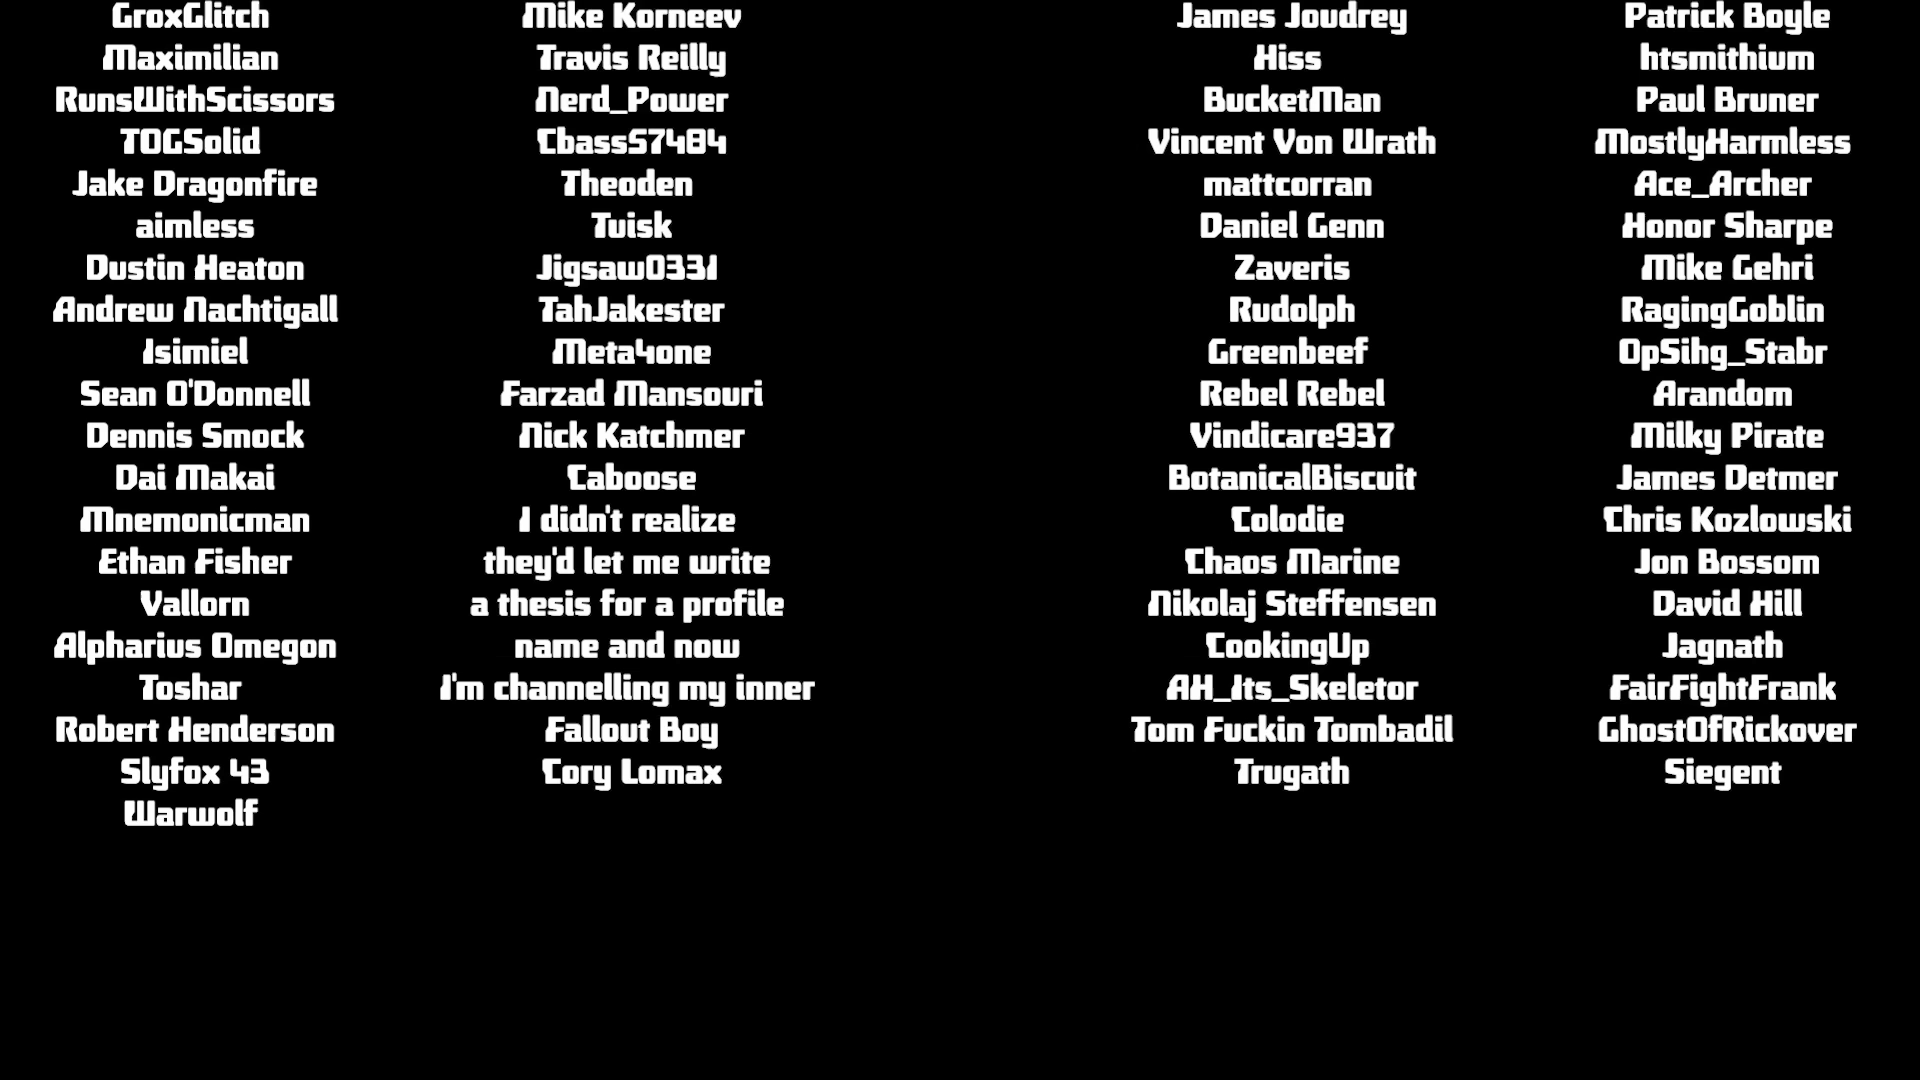 GroxGlitch
Maximilian
RunsWithScissors
TOGSolid
Jake Dragonfire
aimless
Dustin Heaton
Andrew Nachtigall
Isimiel
Sean O'Donnell
Dennis Smock
Dai Makai
Mnemonicman
Ethan Fisher
Vallorn
Alpharius Omegon
Toshar
Robert Henderson
Slyfox 43
Warwolf
Mike Korneev
Travis Reilly
Nerd_Power
Cbass57484
Theoden
Tuisk
Jigsaw0331
TahJakester
Meta4one
Farzad Mansouri
Nick Katchmer
Caboose
I didn't realize
they'd let me write
a thesis for a profile
name and now
I'm channelling my inner
Fallout Boy
Cory Lomax
James Joudrey
Hiss
BucketMan
Vincent Von Wrath
mattcorran
Daniel Genn
Zaveris
Rudolph
Greenbeef
Rebel Rebel
Vindicare937
BotanicalBiscuit
Colodie
Chaos Marine
Nikolaj Steffensen
CookingUp
AH_Its_Skeletor
Tom Fuckin Tombadil
Trugath
Patrick Boyle
htsmithium
Paul Bruner
MostlyHarmless
Ace_Archer
Honor Sharpe
Mike Gehri
RagingGoblin
OpSihg_Stabr
Arandom
Milky Pirate
James Detmer
Chris Kozlowski
Jon Bossom
David Hill
Jagnath
FairFightFrank
GhostOfRickover
Siegent